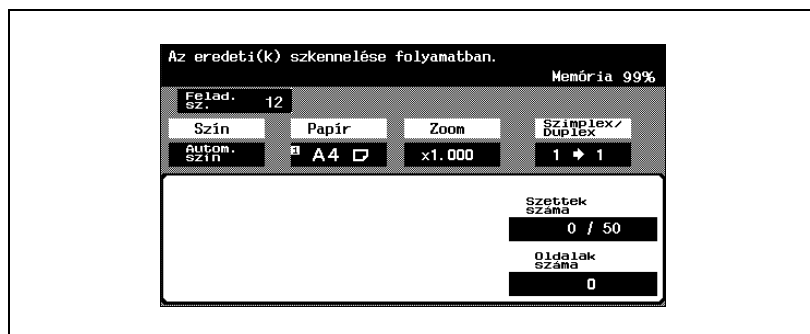 Az eredeti(k) szkennelése folyamatban.
Memória 99%
Felad.
sz. 12
Szín Papír Zoom Szimplex/
Duplex
Autom.
szín 1 A4 x1.000 1 ➔ 1
Szettek
száma
0 / 50
Oldalak
száma
0